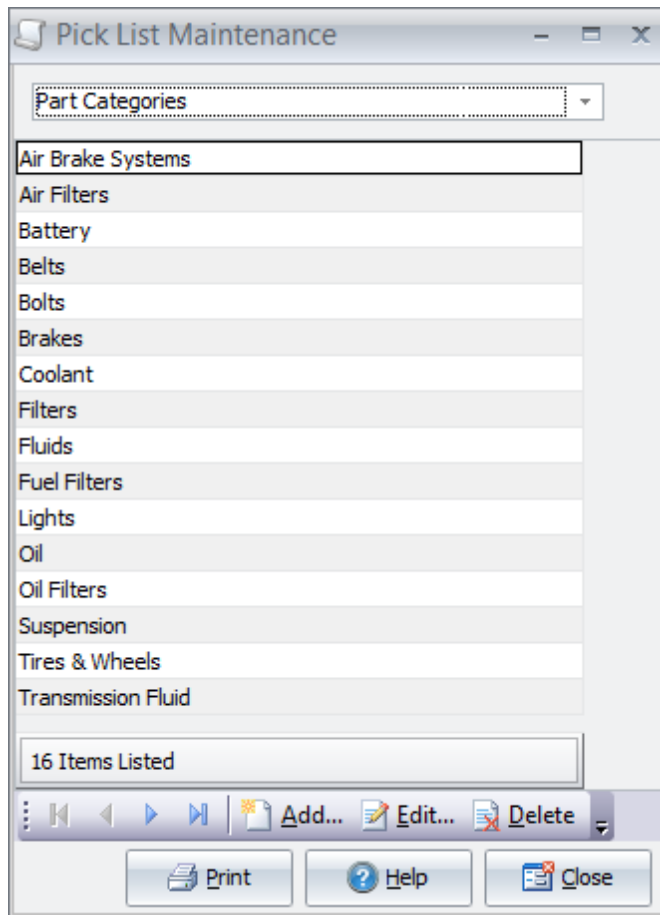 Pick List Maintenance
Part Categories
Air Brake Systems
Air Filters
Battery
Belts
Bolts
Brakes
Coolant
Filters
Fluids
Fuel Filters
Lights
Oil
Oil Filters
Suspension
Tires & Wheels
Transmission Fluid
16 Items Listed
Add... Edit... Delete
Print Help Close